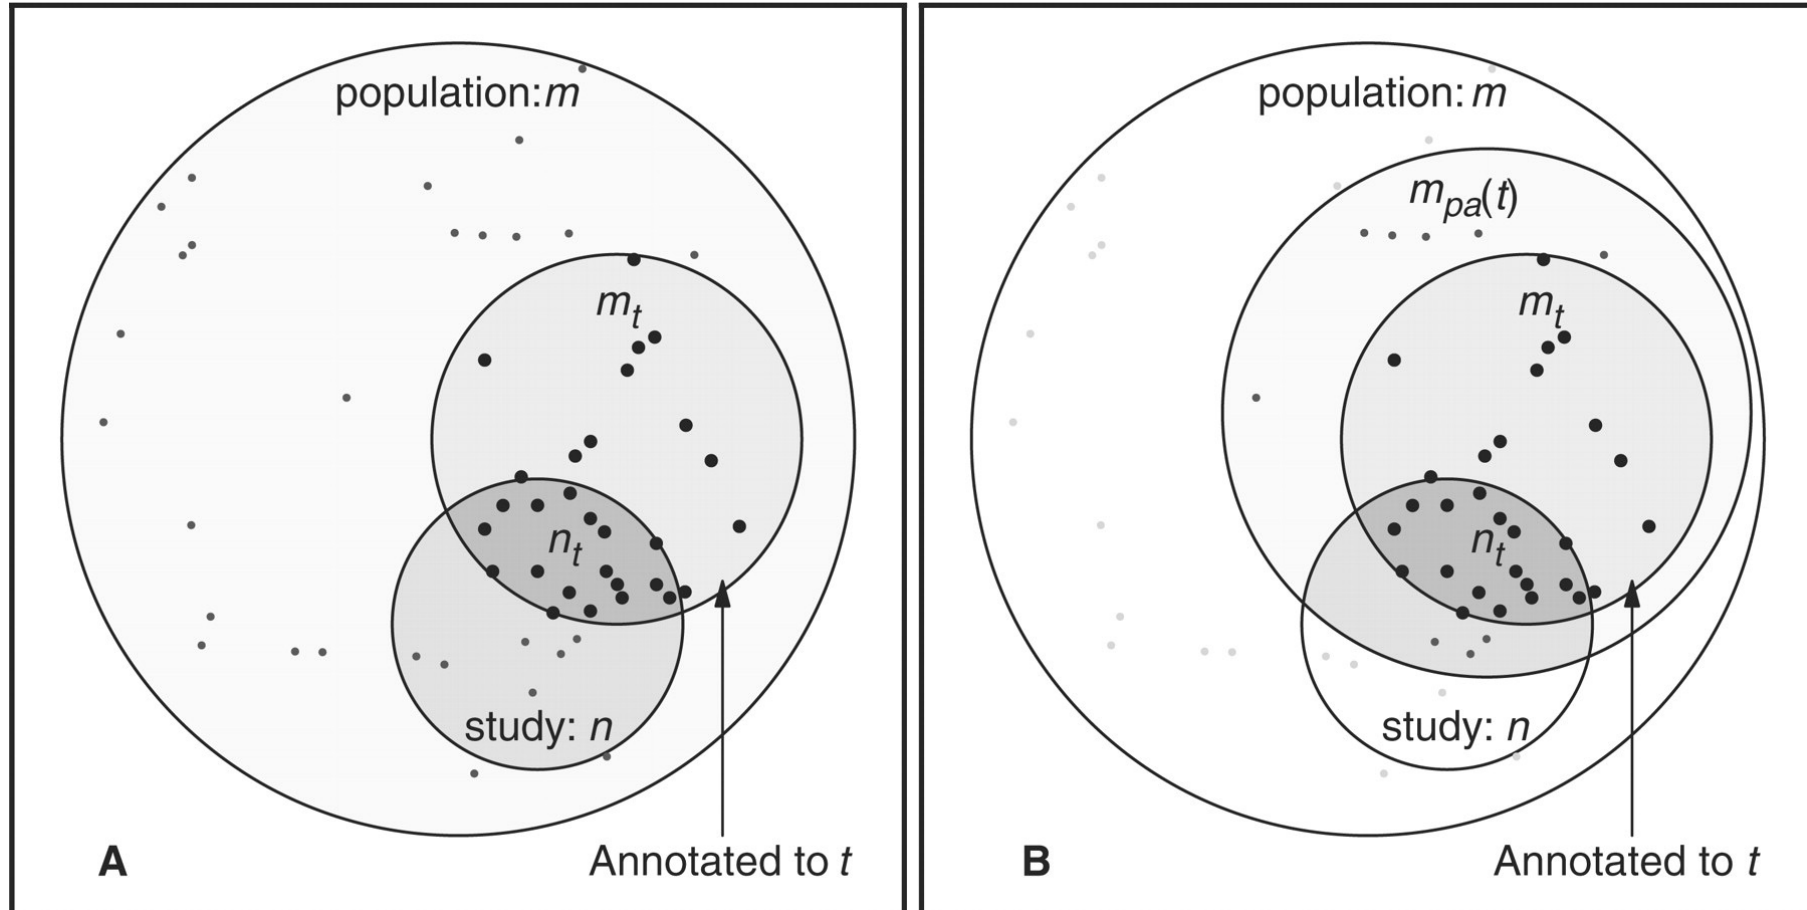 population: m
m_t
n_t
study: n
A
Annotated to t
population: m
m_pa(t)
m_t
n_t
study: n
B
Annotated to t